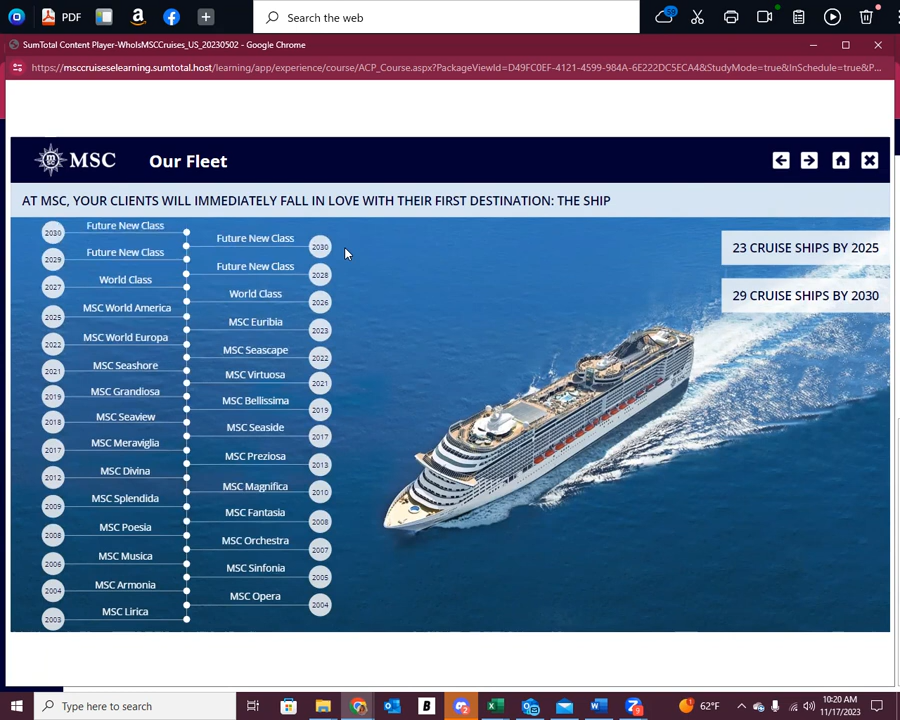 PDF
Search the web
SumTotal Content Player-WhoIsMSCCruises_US_20230502 - Google Chrome
https://msccruiseselearning.sumtotal.host/learning/app/experience/course/ACP_Course.aspx?PackageViewId=D49FC0EF-4121-4599-984A-6E222DC5ECA4&StudyMode=true&InSchedule=true&P...
MSC Our Fleet
AT MSC, YOUR CLIENTS WILL IMMEDIATELY FALL IN LOVE WITH THEIR FIRST DESTINATION: THE SHIP
2030 Future New Class
Future New Class 2030
2029 Future New Class
Future New Class 2028
2027 World Class
World Class 2026
2025 MSC World America
MSC Euribia 2023
2022 MSC World Europa
MSC Seascape 2022
2021 MSC Seashore
MSC Virtuosa 2021
2019 MSC Grandiosa
MSC Bellissima 2019
2018 MSC Seaview
MSC Seaside 2017
2017 MSC Meraviglia
MSC Preziosa 2013
2012 MSC Divina
MSC Magnifica 2010
2009 MSC Splendida
MSC Fantasia 2008
2008 MSC Poesia
MSC Orchestra 2007
2006 MSC Musica
MSC Sinfonia 2005
2004 MSC Armonia
MSC Opera 2004
2003 MSC Lirica
23 CRUISE SHIPS BY 2025
29 CRUISE SHIPS BY 2030
Type here to search
62°F
10:20 AM
11/17/2023